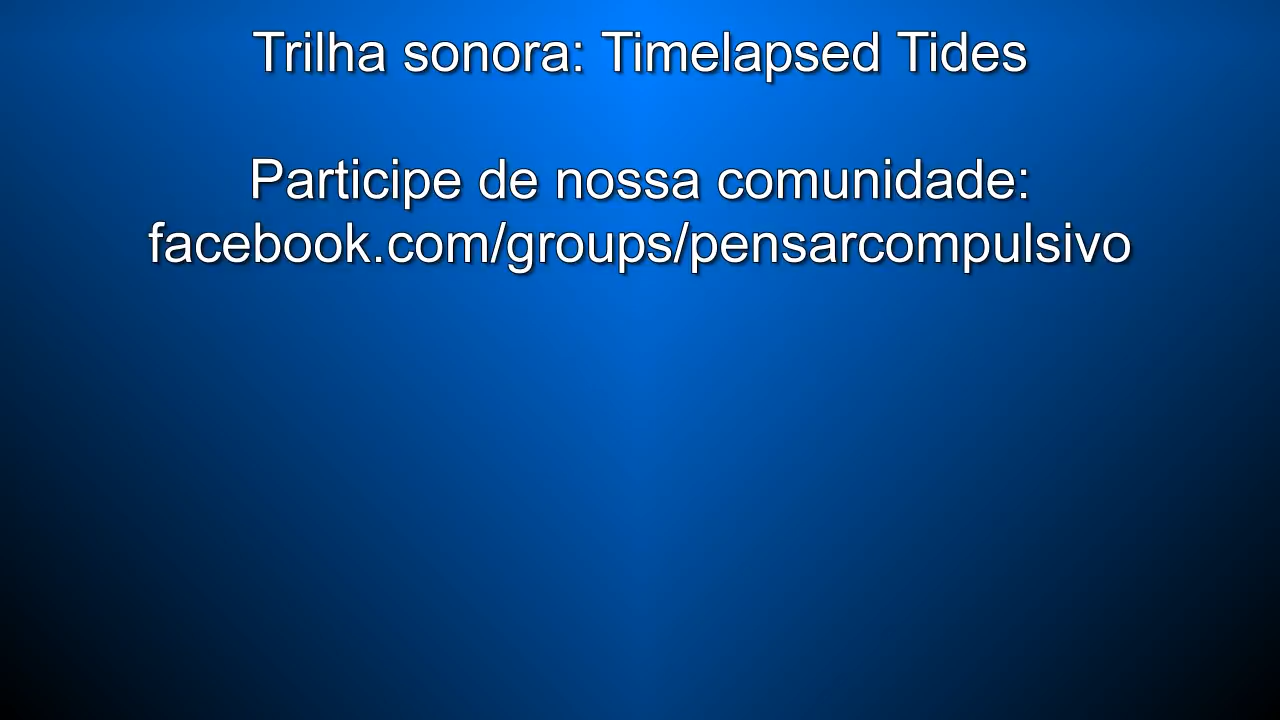 Trilha sonora: Timelapsed Tides
Participe de nossa comunidade:
facebook.com/groups/pensarcompulsivo